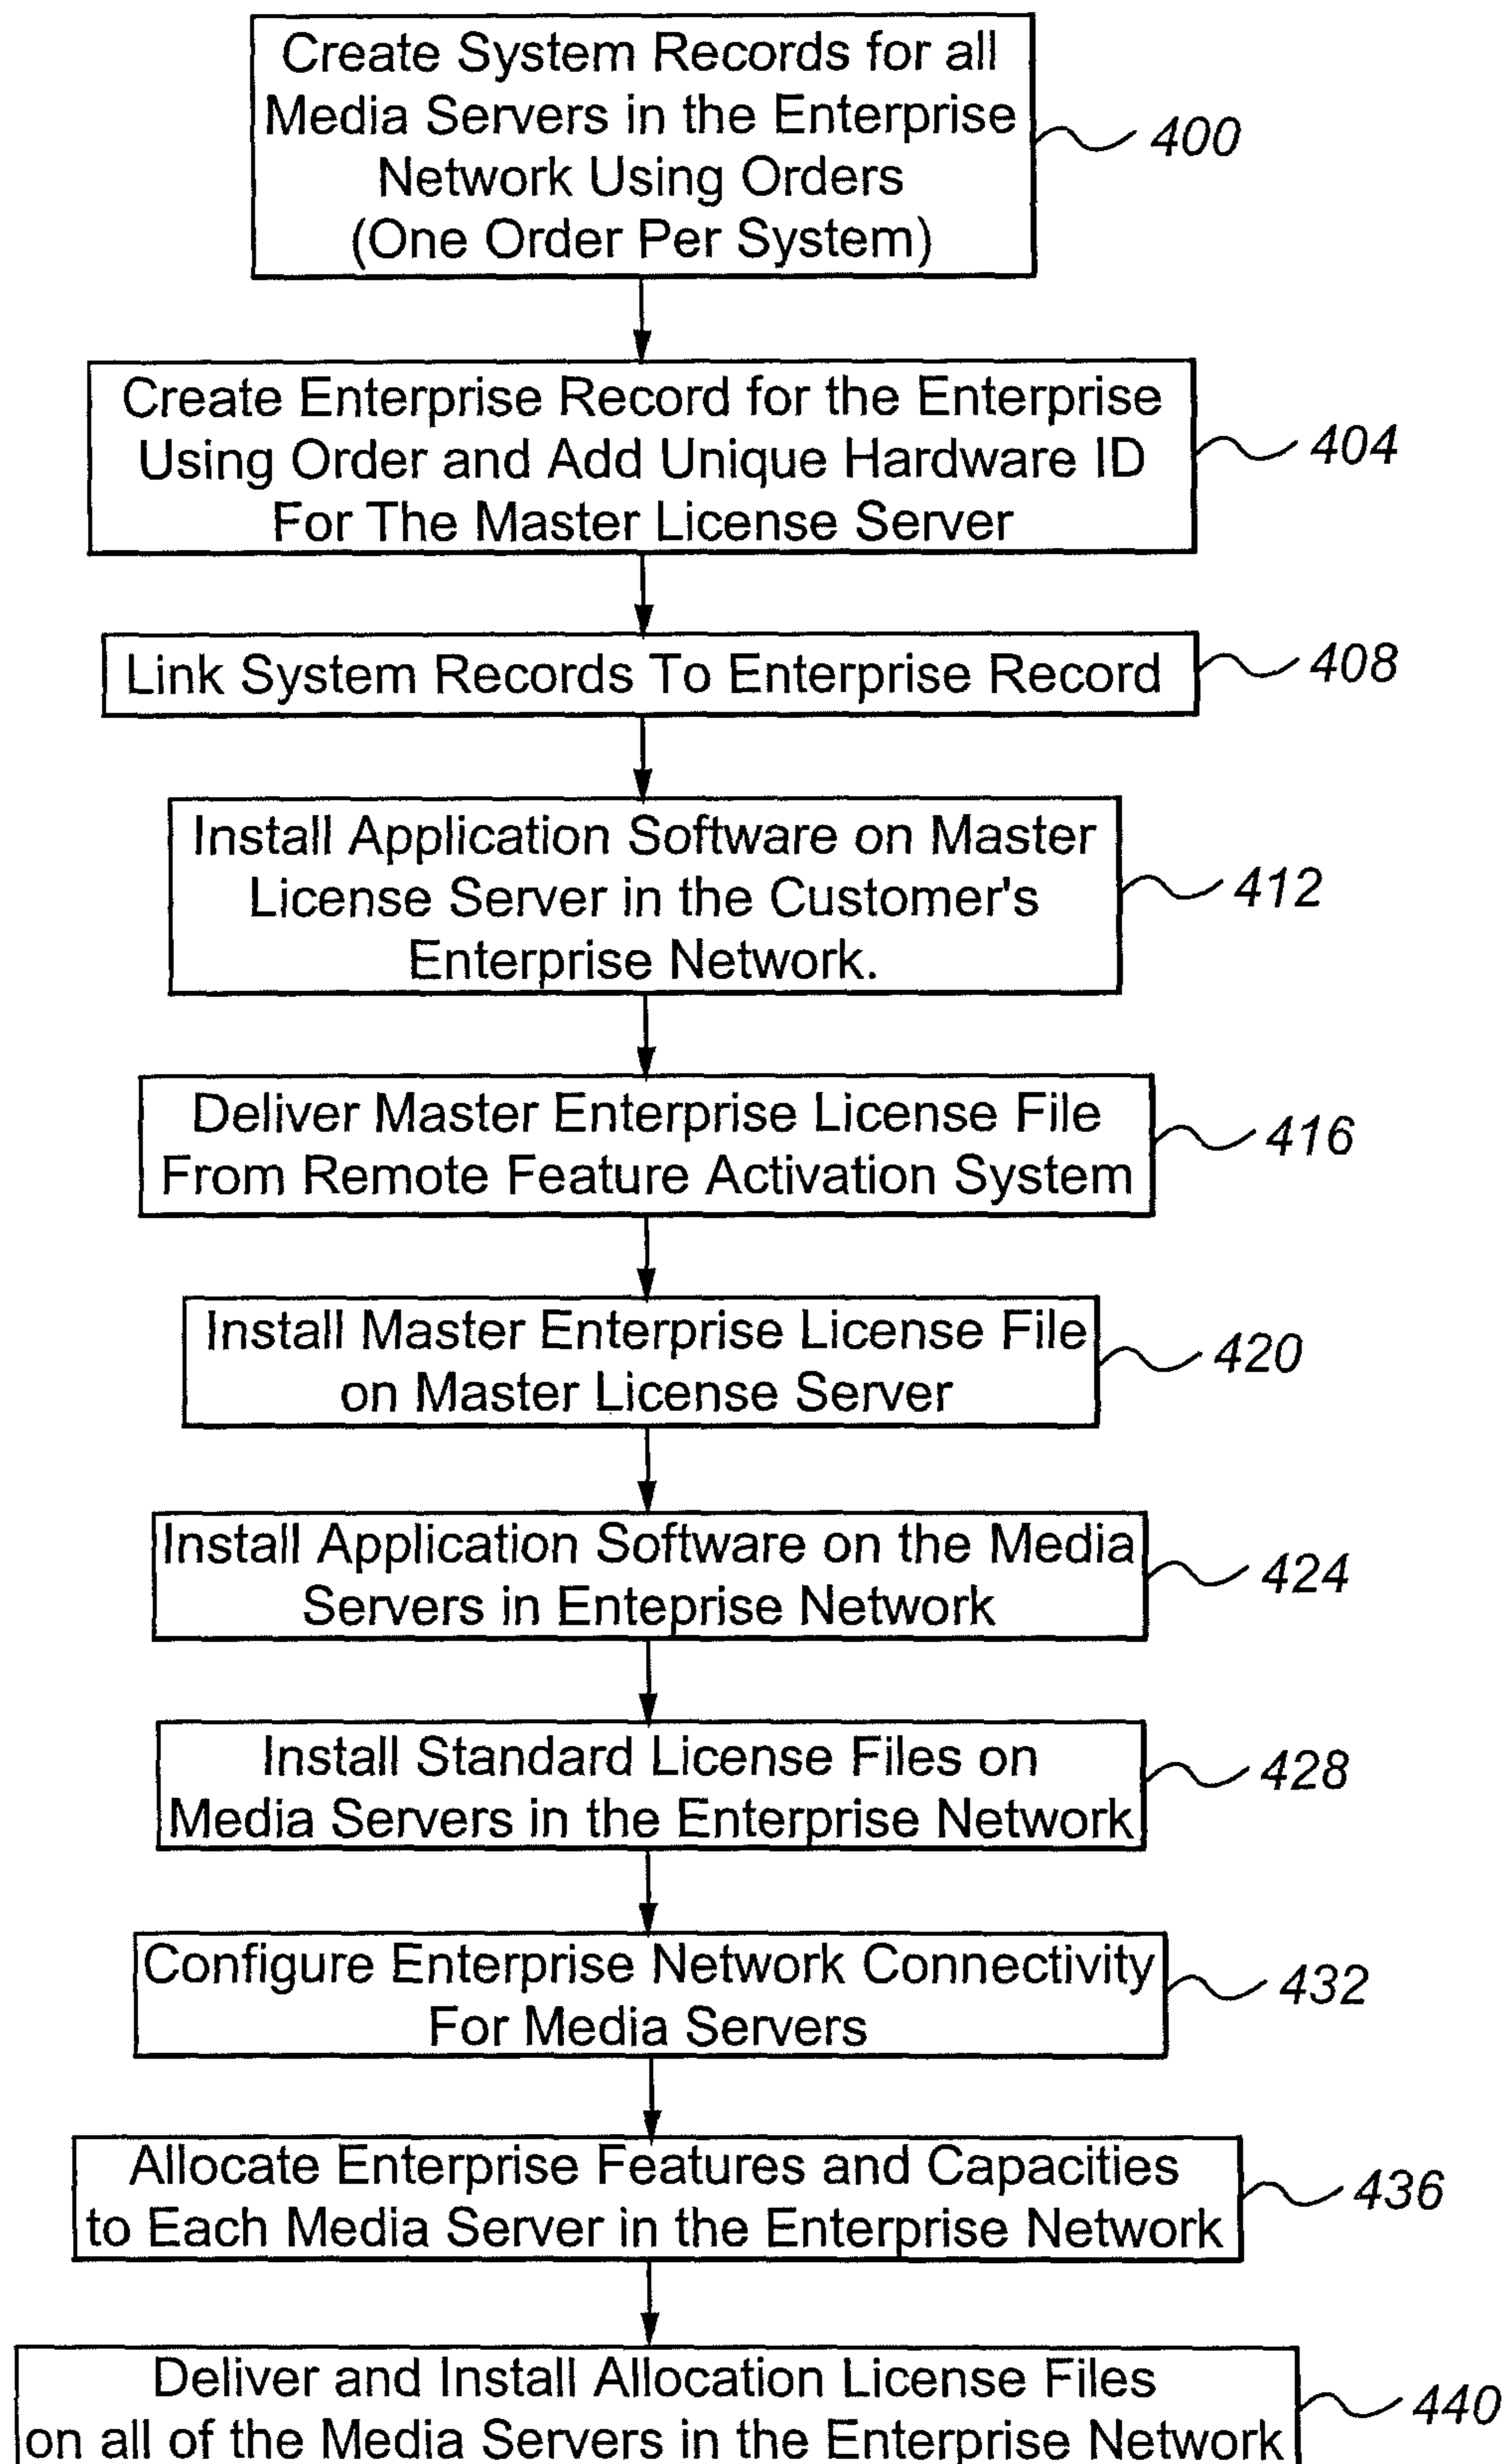 Create System Records for all
Media Servers in the Enterprise
Network Using Orders
(One Order Per System)
400
Create Enterprise Record for the Enterprise
Using Order and Add Unique Hardware ID
For The Master License Server
404
Link System Records To Enterprise Record
408
Install Application Software on Master
License Server in the Customer's
Enterprise Network.
412
Deliver Master Enterprise License File
From Remote Feature Activation System
416
Install Master Enterprise License File
on Master License Server
420
Install Application Software on the Media
Servers in Enteprise Network
424
Install Standard License Files on
Media Servers in the Enterprise Network
428
Configure Enterprise Network Connectivity
For Media Servers
432
Allocate Enterprise Features and Capacities
to Each Media Server in the Enterprise Network
436
Deliver and Install Allocation License Files
on all of the Media Servers in the Enterprise Network
440